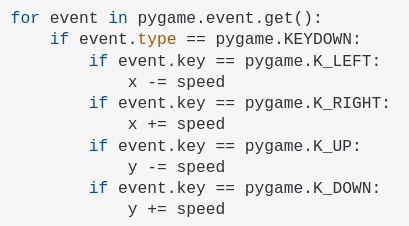 for event in pygame.event.get():
    if event.type == pygame.KEYDOWN:
        if event.key == pygame.K_LEFT:
            x -= speed
        if event.key == pygame.K_RIGHT:
            x += speed
        if event.key == pygame.K_UP:
            y -= speed
        if event.key == pygame.K_DOWN:
            y += speed